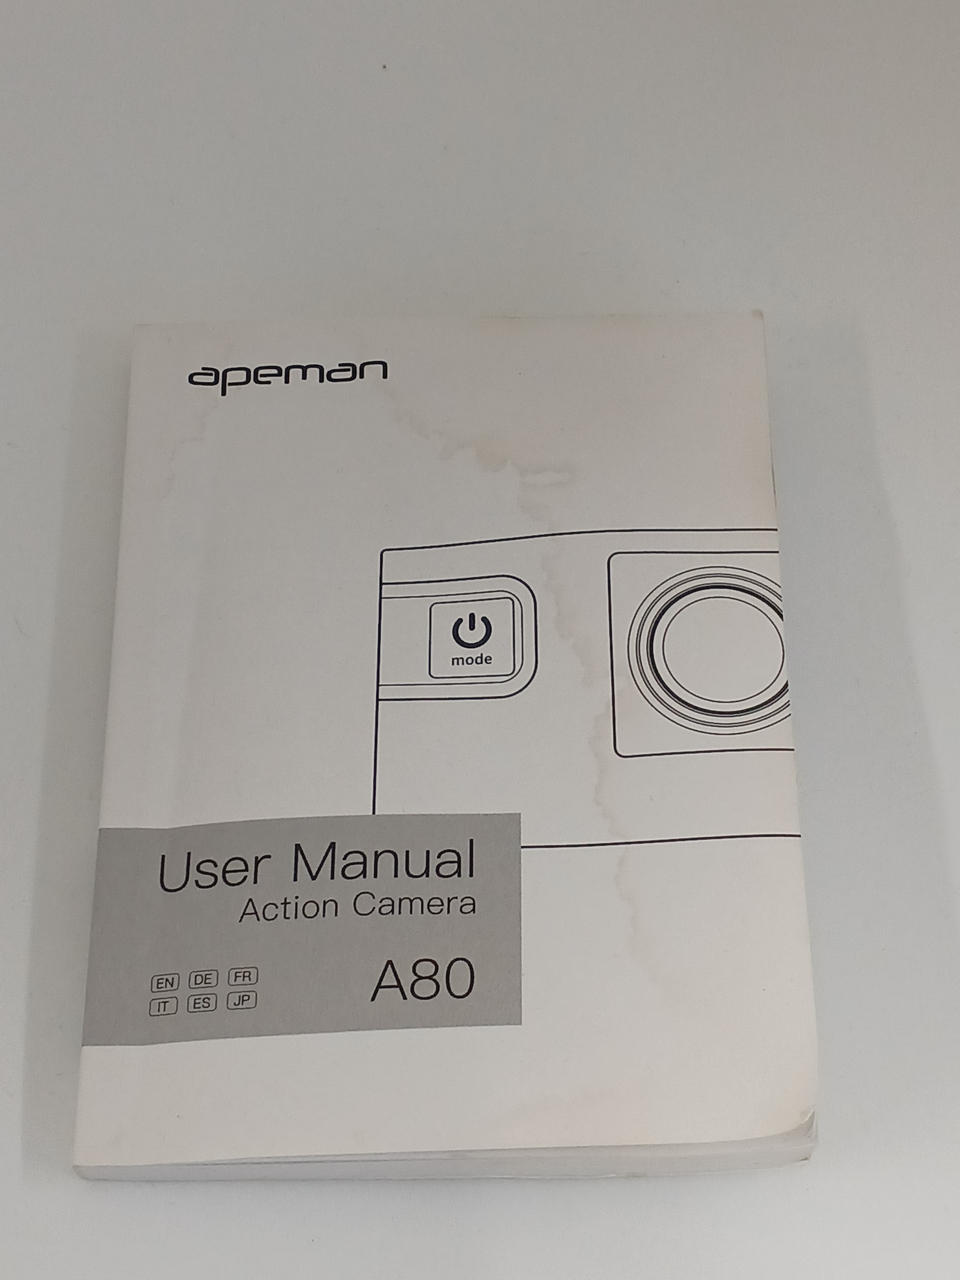 apeman
mode
User Manual
Action Camera
EN DE FR
IT ES JP
A80